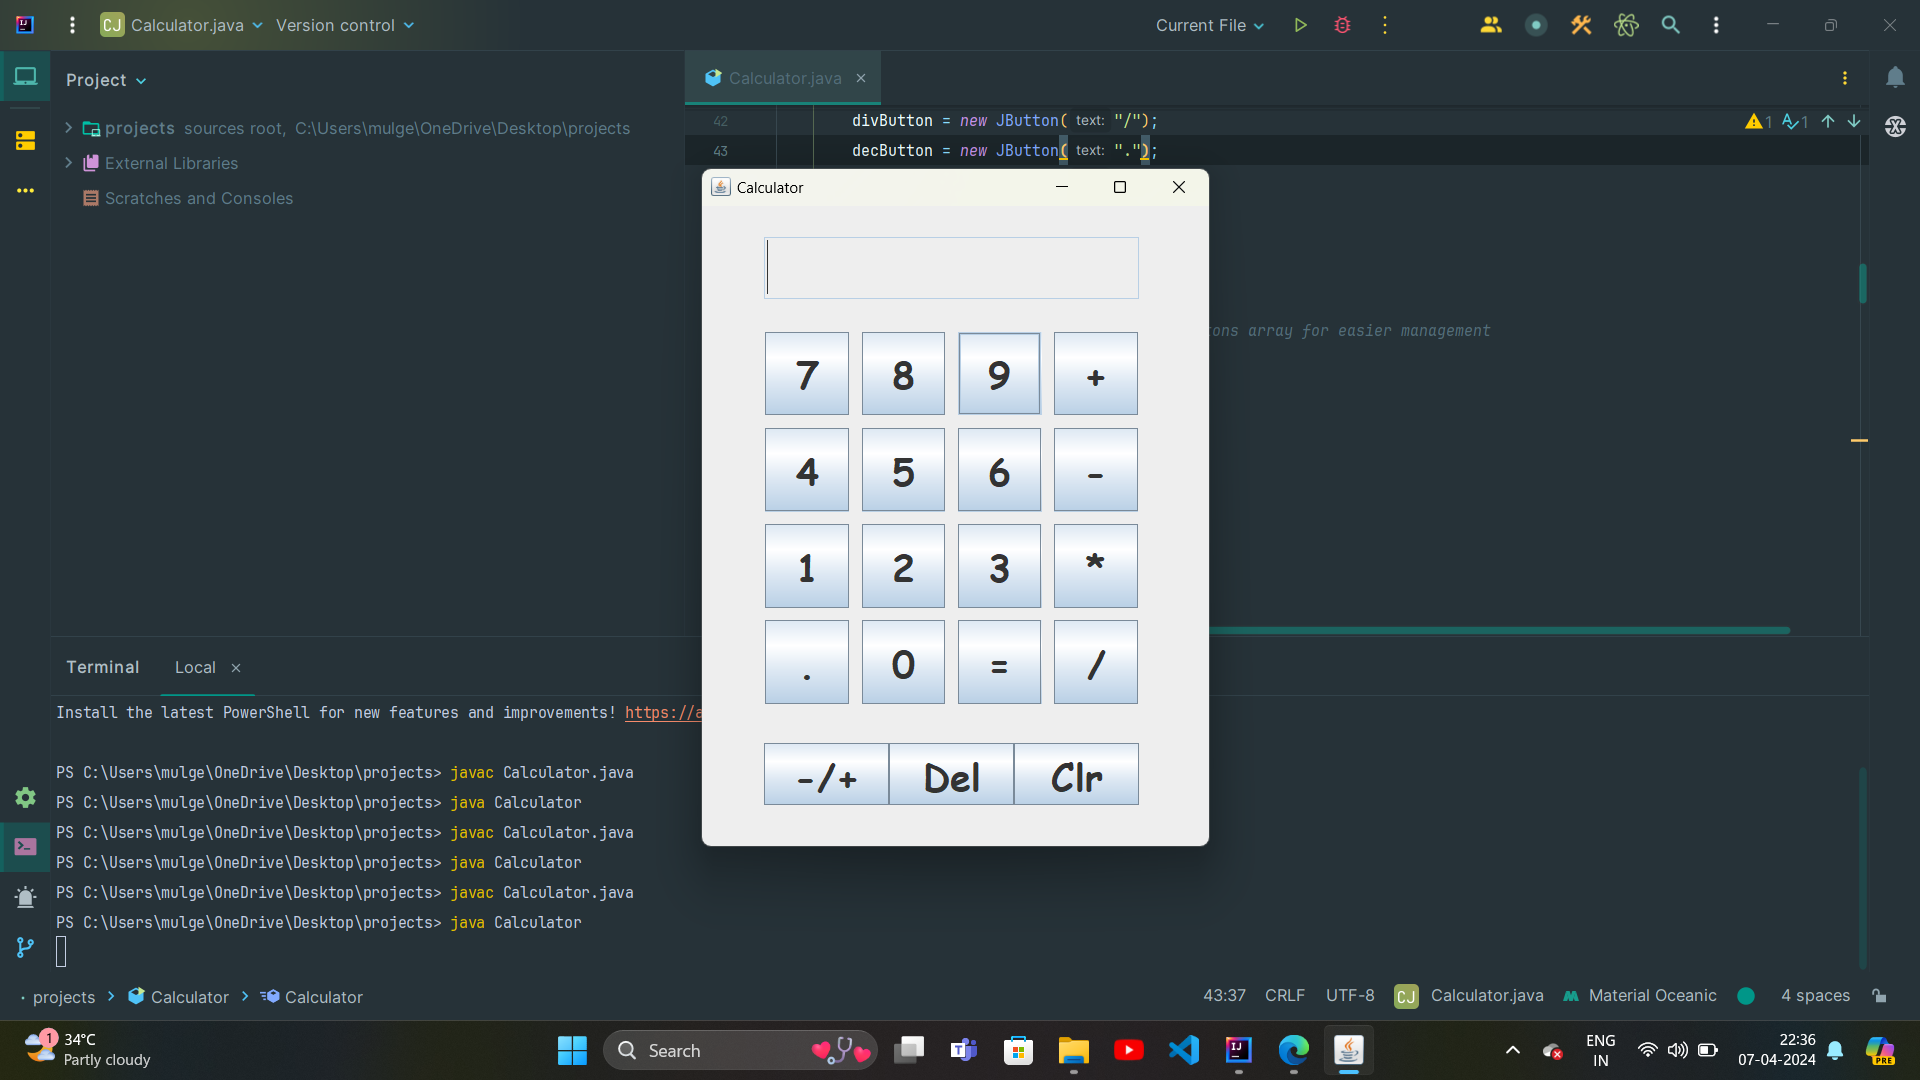 CJ Calculator.java Version control Current File
Project
Calculator.java
projects sources root, C:\Users\mulge\OneDrive\Desktop\projects
External Libraries
Scratches and Consoles
42 divButton = new JButton( text: "/");
1 1
43 decButton = new JButton( text: ".");
ons array for easier management
Calculator
7 8 9 +
4 5 6 -
1 2 3 *
. 0 = /
-/+ Del Clr
Terminal Local
Install the latest PowerShell for new features and improvements! https://a
PS C:\Users\mulge\OneDrive\Desktop\projects> javac Calculator.java
PS C:\Users\mulge\OneDrive\Desktop\projects> java Calculator
PS C:\Users\mulge\OneDrive\Desktop\projects> javac Calculator.java
PS C:\Users\mulge\OneDrive\Desktop\projects> java Calculator
PS C:\Users\mulge\OneDrive\Desktop\projects> javac Calculator.java
PS C:\Users\mulge\OneDrive\Desktop\projects> java Calculator
projects > Calculator > Calculator
43:37 CRLF UTF-8 CJ Calculator.java Material Oceanic 4 spaces
1
34°C
Partly cloudy
Search
ENG
IN
22:36
07-04-2024
PRE